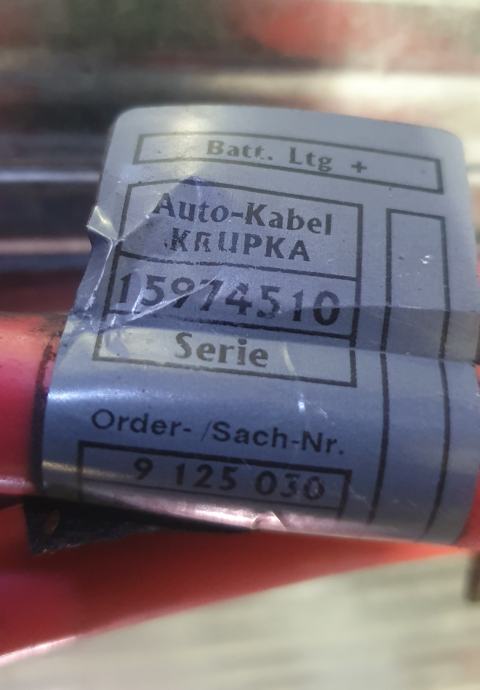 Batt. Ltg +
Auto-Kabel
KRUPKA
15974510
Serie
Order- /Sach-Nr.
9 125 030